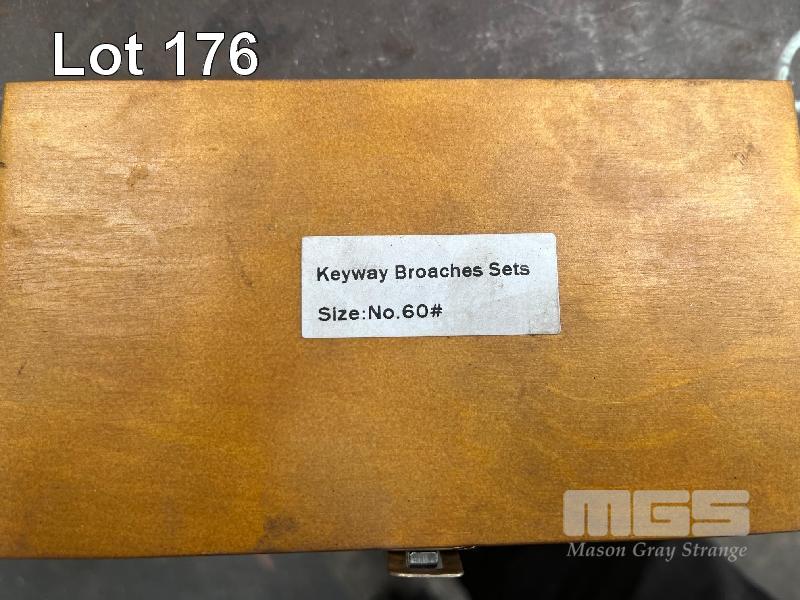 Lot 176
Keyway Broaches Sets
Size:No.60#
MGS
Mason Gray Strange